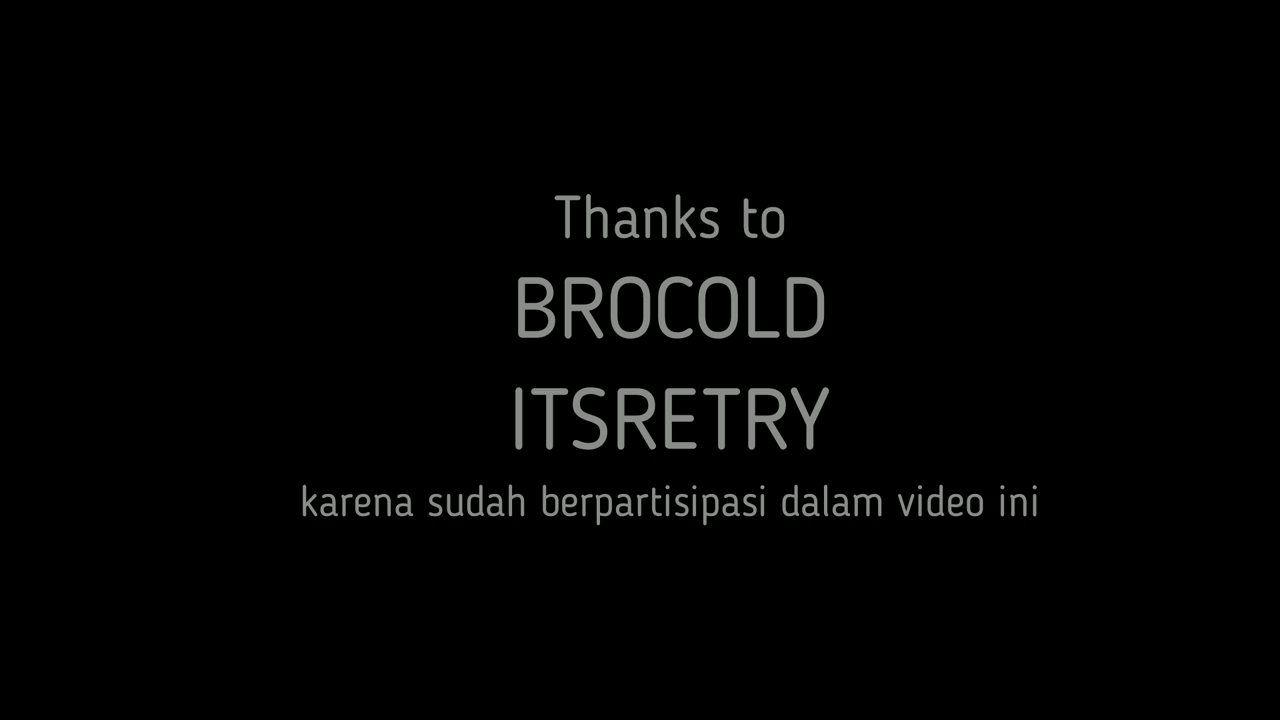 Thanks to
BROCOLD
ITSRETRY
karena sudah berpartisipasi dalam video ini